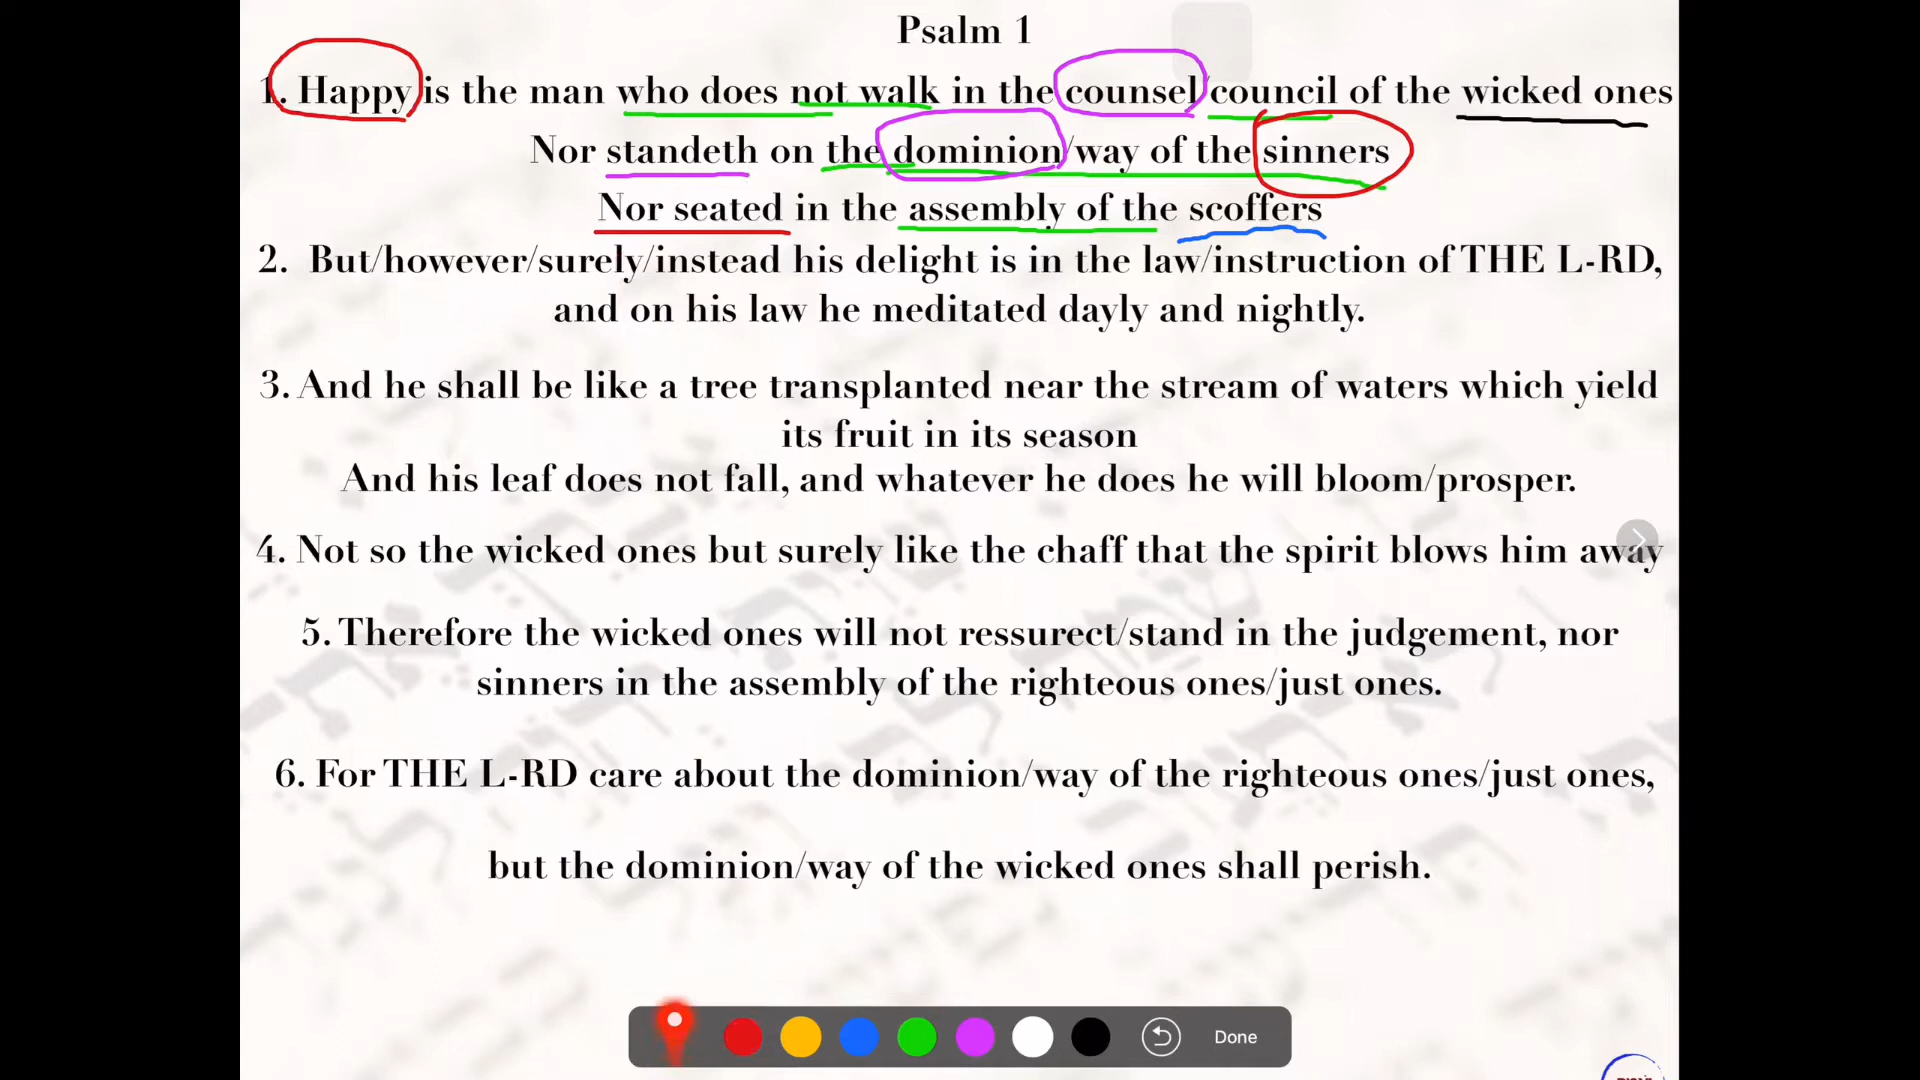 Psalm 1
1. Happy is the man who does not walk in the counsel/council of the wicked ones
Nor standeth on the dominion/way of the sinners
Nor seated in the assembly of the scoffers
2. But/however/surely/instead his delight is in the law/instruction of THE L-RD,
and on his law he meditated dayly and nightly.
3. And he shall be like a tree transplanted near the stream of waters which yield
its fruit in its season
And his leaf does not fall, and whatever he does he will bloom/prosper.
4. Not so the wicked ones but surely like the chaff that the spirit blows him away
5. Therefore the wicked ones will not ressurect/stand in the judgement, nor
sinners in the assembly of the righteous ones/just ones.
6. For THE L-RD care about the dominion/way of the righteous ones/just ones,
but the dominion/way of the wicked ones shall perish.
Done